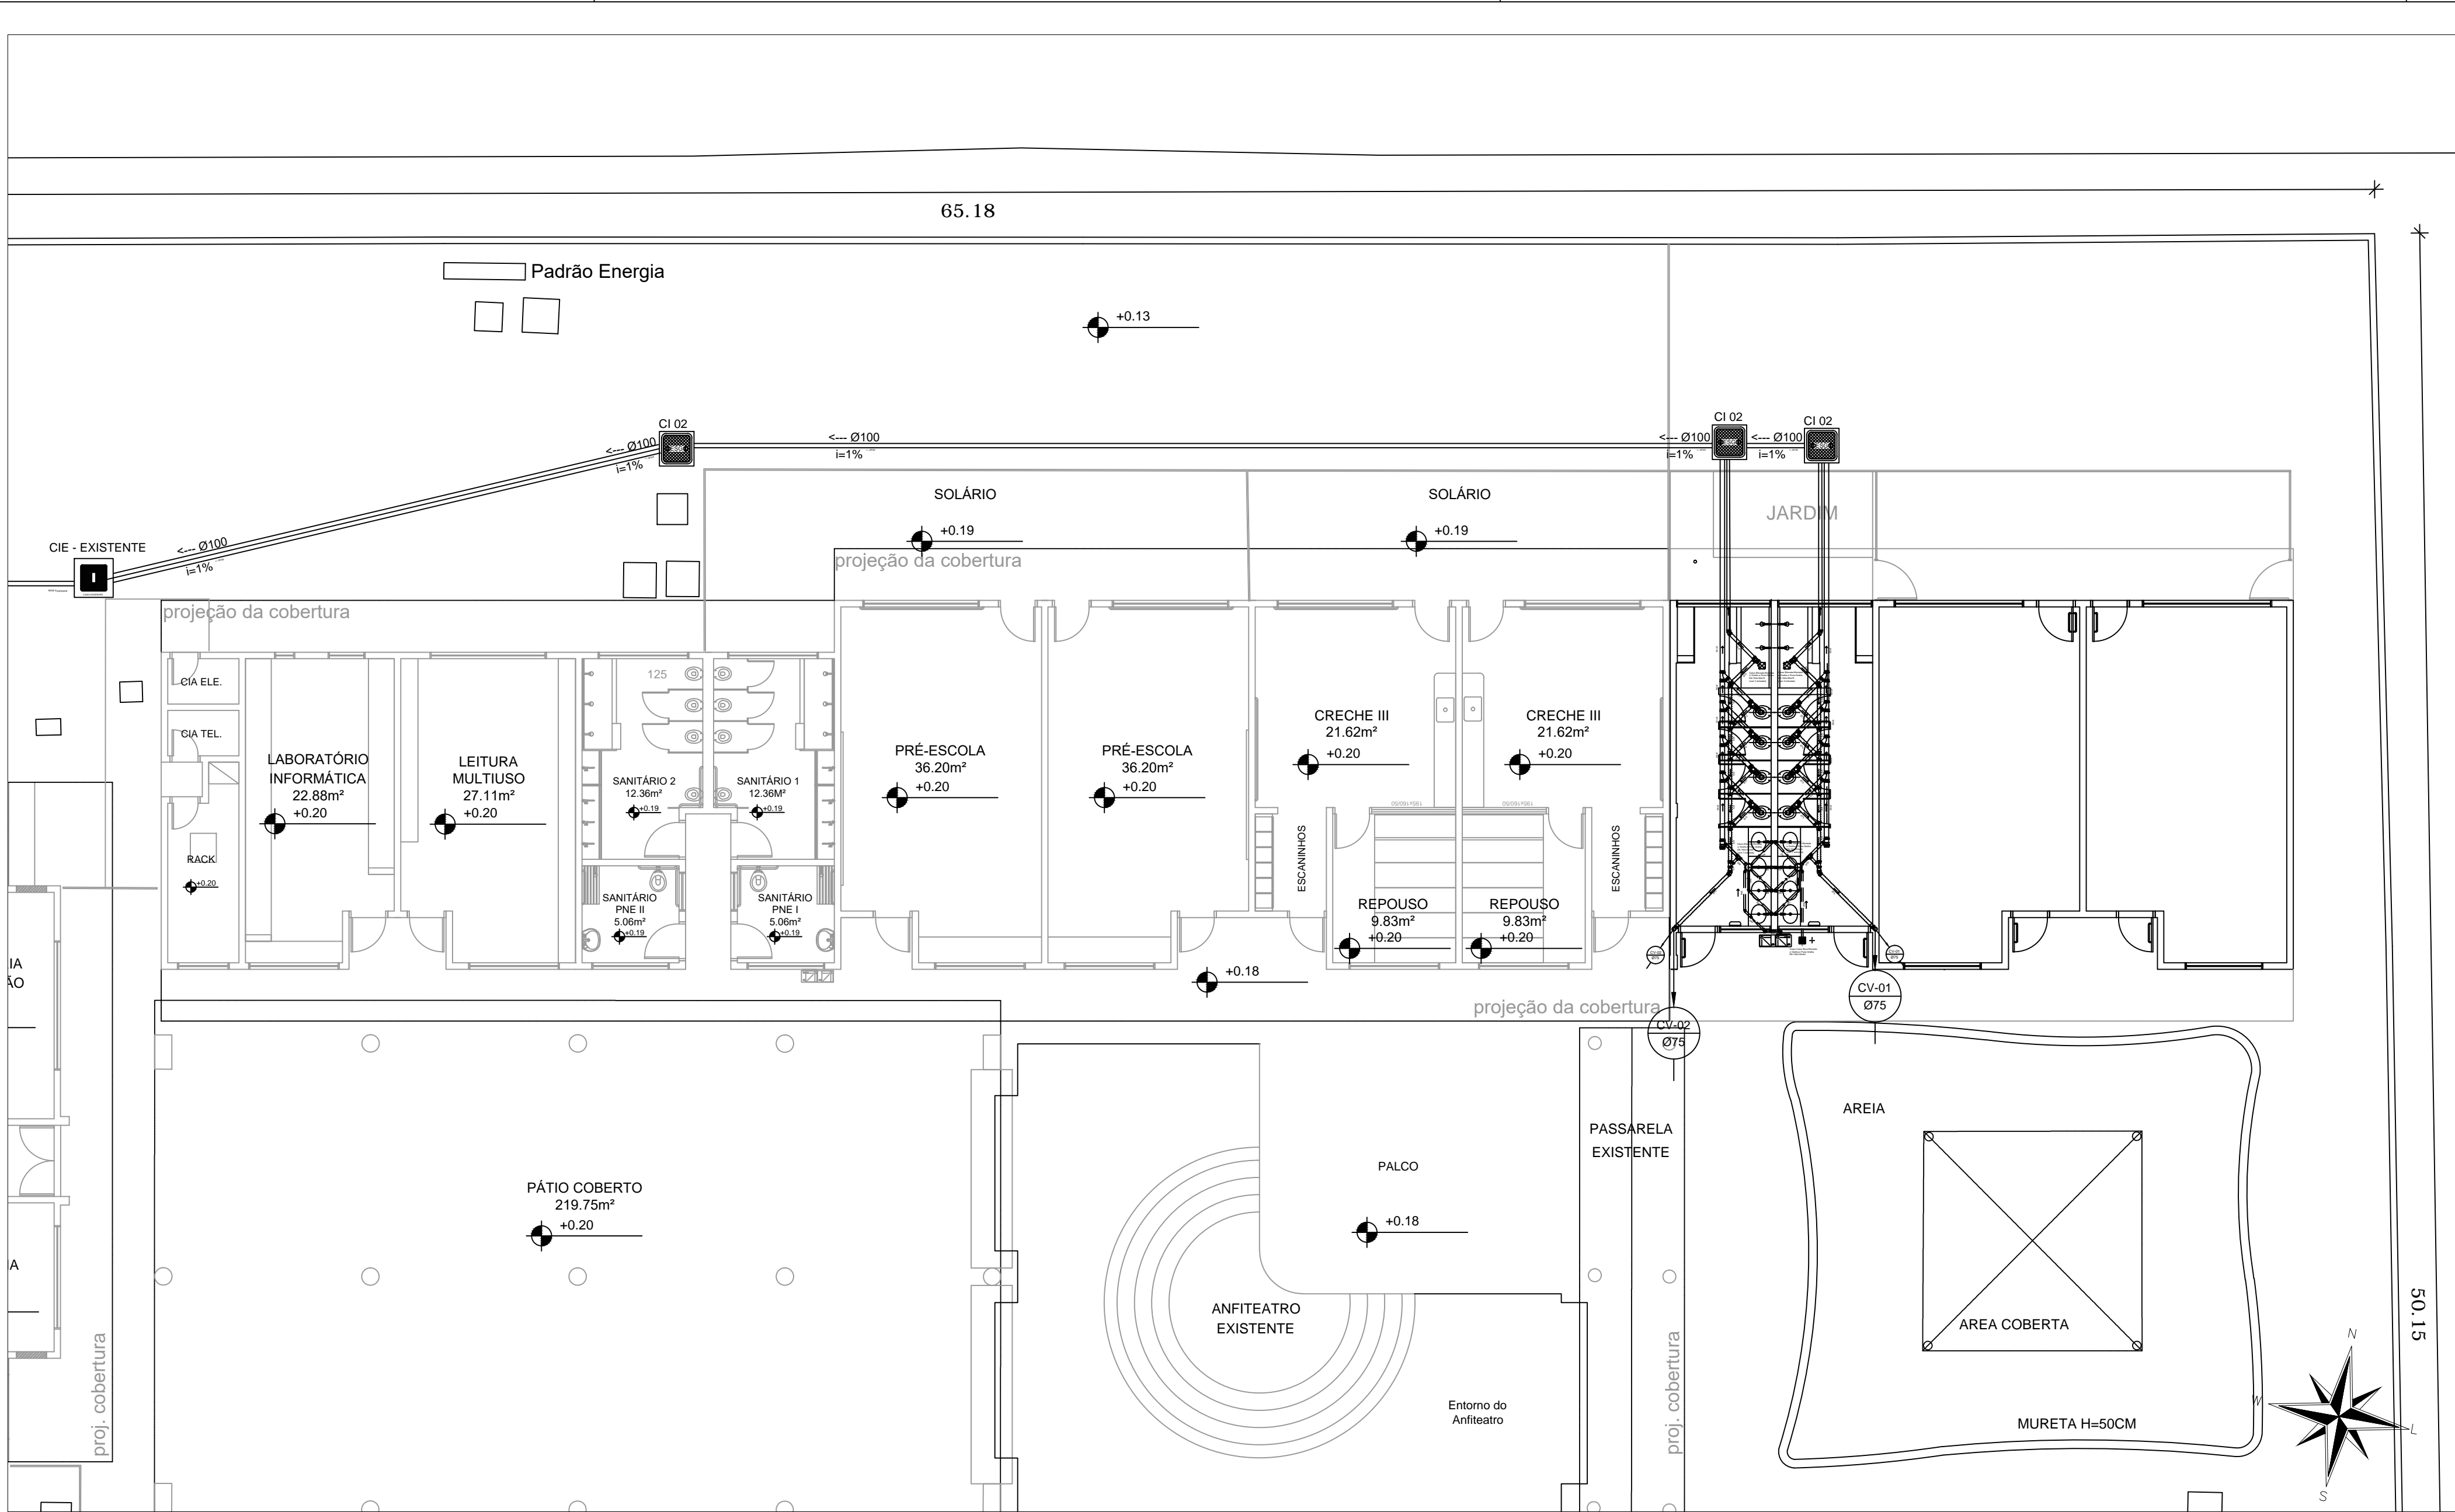 65.18
Padrão Energia
+0.13
CI 02
CI 02
CI 02
<--- Ø100
i=1%
<--- Ø100
i=1%
<--- Ø100
i=1%
<--- Ø100
i=1%
<--- Ø100
i=1%
CIE - EXISTENTE
SOLÁRIO
+0.19
SOLÁRIO
+0.19
JARDIM
projeção da cobertura
projeção da cobertura
CIA ELE.
CIA TEL.
RACK
+0.20
LABORATÓRIO
INFORMÁTICA
22.88m²
+0.20
LEITURA
MULTIUSO
27.11m²
+0.20
125
SANITÁRIO 2
12.36m²
+0.19
SANITÁRIO 1
12.36M²
+0.19
SANITÁRIO
PNE II
5.06m²
+0.19
SANITÁRIO
PNE I
5.06m²
+0.19
PRÉ-ESCOLA
36.20m²
+0.20
PRÉ-ESCOLA
36.20m²
+0.20
CRECHE III
21.62m²
+0.20
CRECHE III
21.62m²
+0.20
195x160/50
195x160/50
ESCANINHOS
ESCANINHOS
REPOUSO
9.83m²
+0.20
REPOUSO
9.83m²
+0.20
+0.18
projeção da cobertura
CV-01
Ø75
CV-02
Ø75
IA
ÃO
A
proj. cobertura
PÁTIO COBERTO
219.75m²
+0.20
PALCO
+0.18
ANFITEATRO
EXISTENTE
Entorno do
Anfiteatro
PASSARELA
EXISTENTE
proj. cobertura
AREIA
AREA COBERTA
MURETA H=50CM
50.15
N
W
L
S